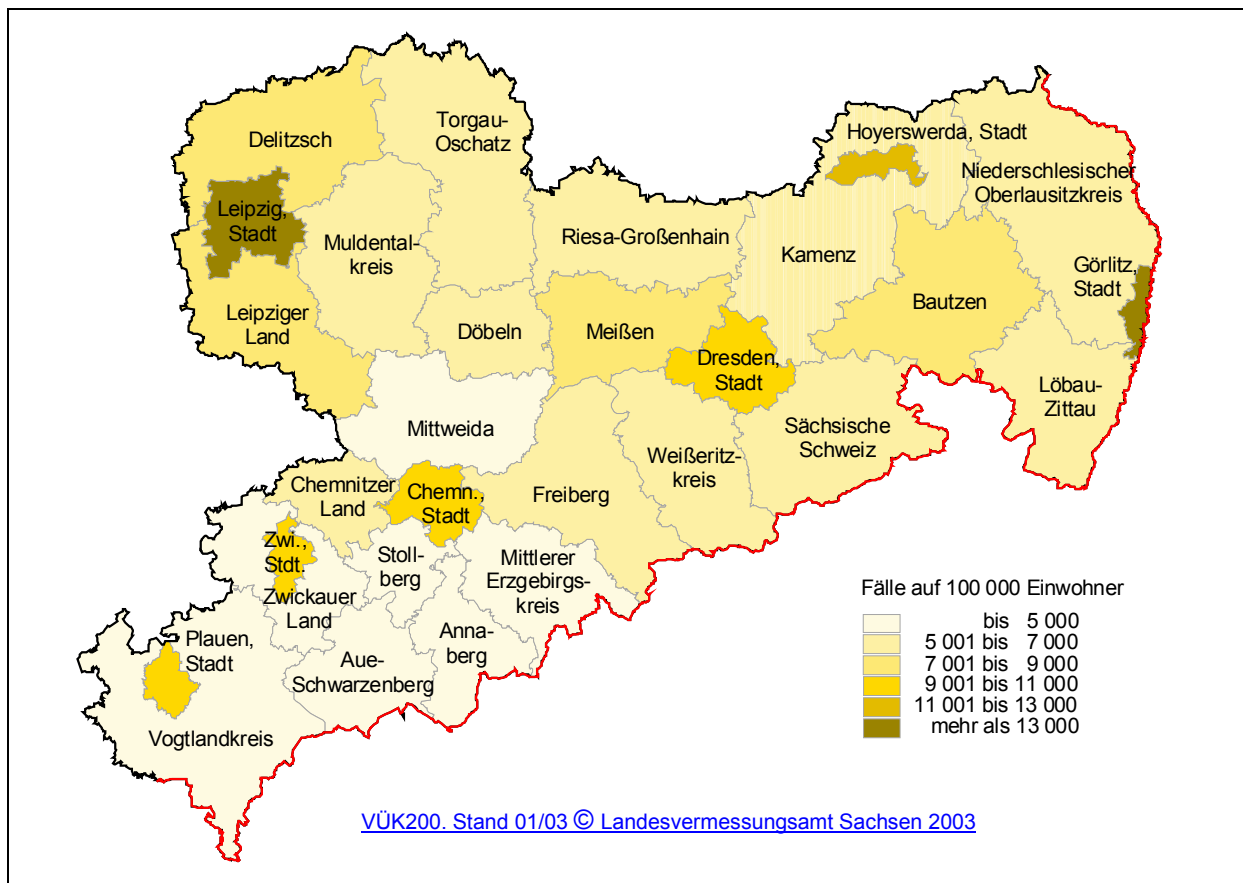 Delitzsch
Torgau-
Oschatz
Hoyerswerda, Stadt
Niederschlesischer
Oberlausitzkreis
Leipzig,
Stadt
Muldental-
kreis
Riesa-Großenhain
Kamenz
Görlitz,
Stadt
Leipziger
Land
Döbeln
Meißen
Bautzen
Dresden,
Stadt
Löbau-
Zittau
Mittweida
Sächsische
Schweiz
Weißeritz-
kreis
Chemnitzer
Land
Chemn.,
Stadt
Freiberg
Zwi.,
Stdt.
Stoll-
berg
Mittlerer
Erzgebirgs-
kreis
Zwickauer
Land
Plauen,
Stadt
Anna-
berg
Aue-
Schwarzenberg
Vogtlandkreis
Fälle auf 100 000 Einwohner
bis 5 000
5 001 bis 7 000
7 001 bis 9 000
9 001 bis 11 000
11 001 bis 13 000
mehr als 13 000
VÜK200. Stand 01/03 © Landesvermessungsamt Sachsen 2003